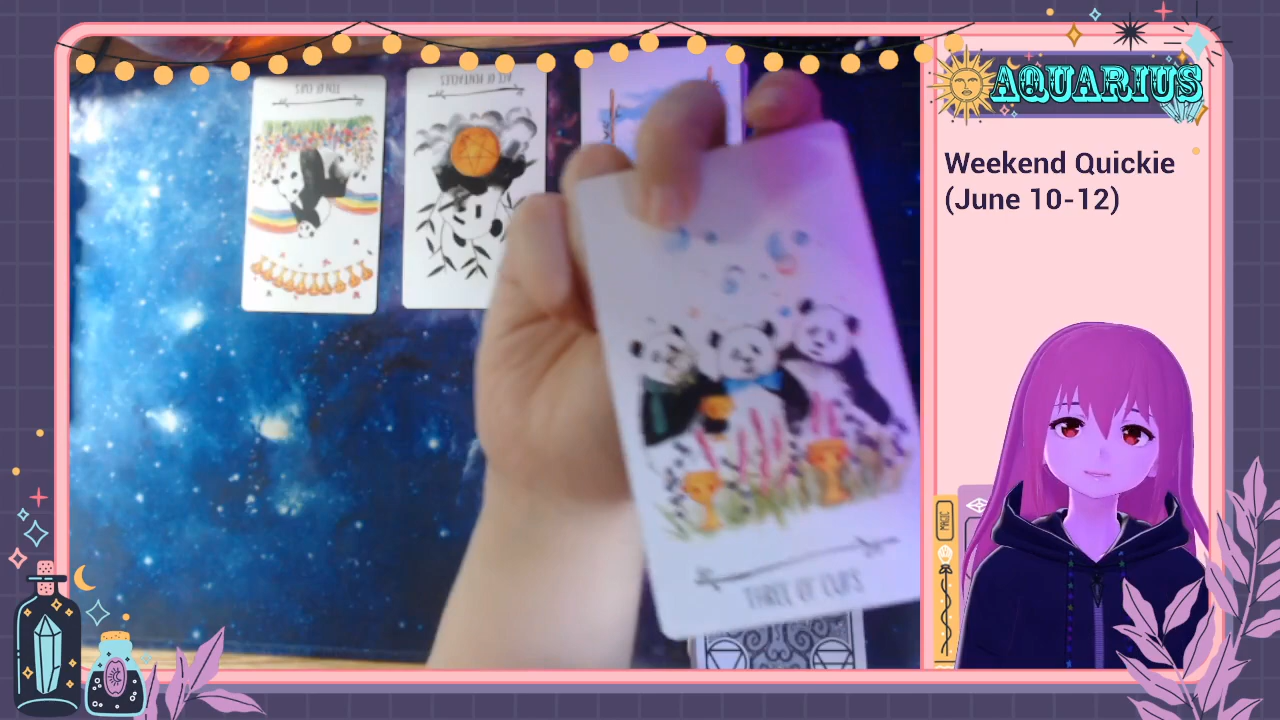 AQUARIUS
Weekend Quickie
(June 10-12)
TEN OF CUPS
ACE OF PENTACLES
THREE OF CUPS
MAGIC